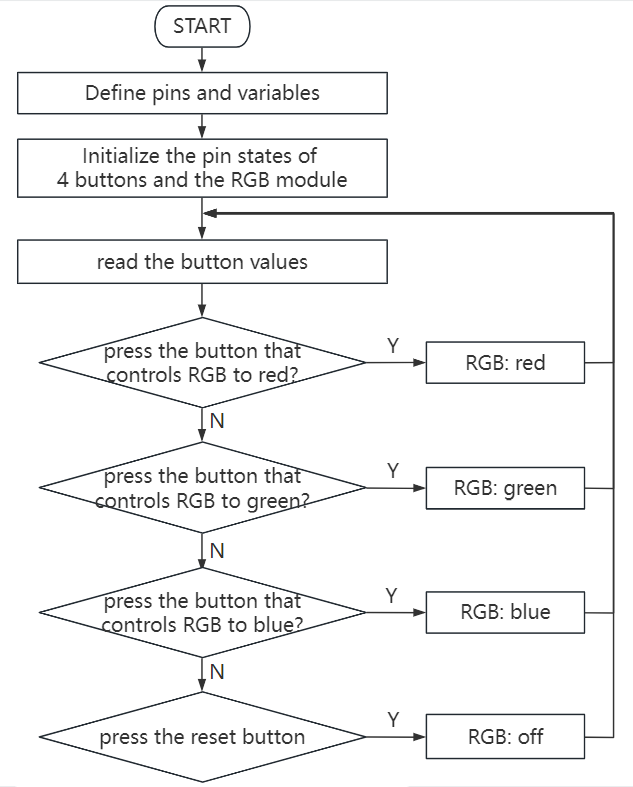 START
Define pins and variables
Initialize the pin states of
4 buttons and the RGB module
read the button values
press the button that
controls RGB to red?
Y
RGB: red
N
press the button that
controls RGB to green?
Y
RGB: green
N
press the button that
controls RGB to blue?
Y
RGB: blue
N
press the reset button
Y
RGB: off